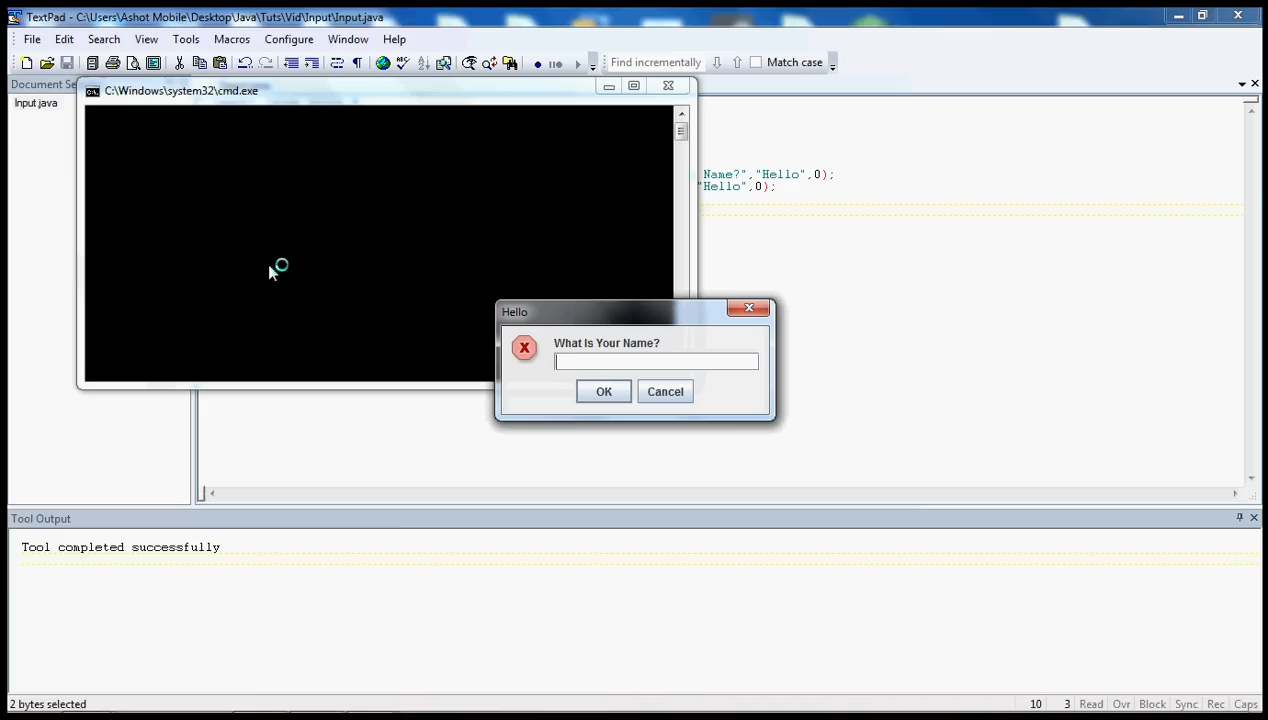 TextPad - C:\Users\Ashot Mobile\Desktop\Java\Tuts\Vid\Input\Input.java
File Edit Search View Tools Macros Configure Window Help
Find incrementally Match case
Document Se
C:\Windows\system32\cmd.exe
Input.java
Name?","Hello",0);
"Hello",0);
Hello
What Is Your Name?
OK Cancel
Tool Output
Tool completed successfully
2 bytes selected 10 3 Read Ovr Block Sync Rec Caps